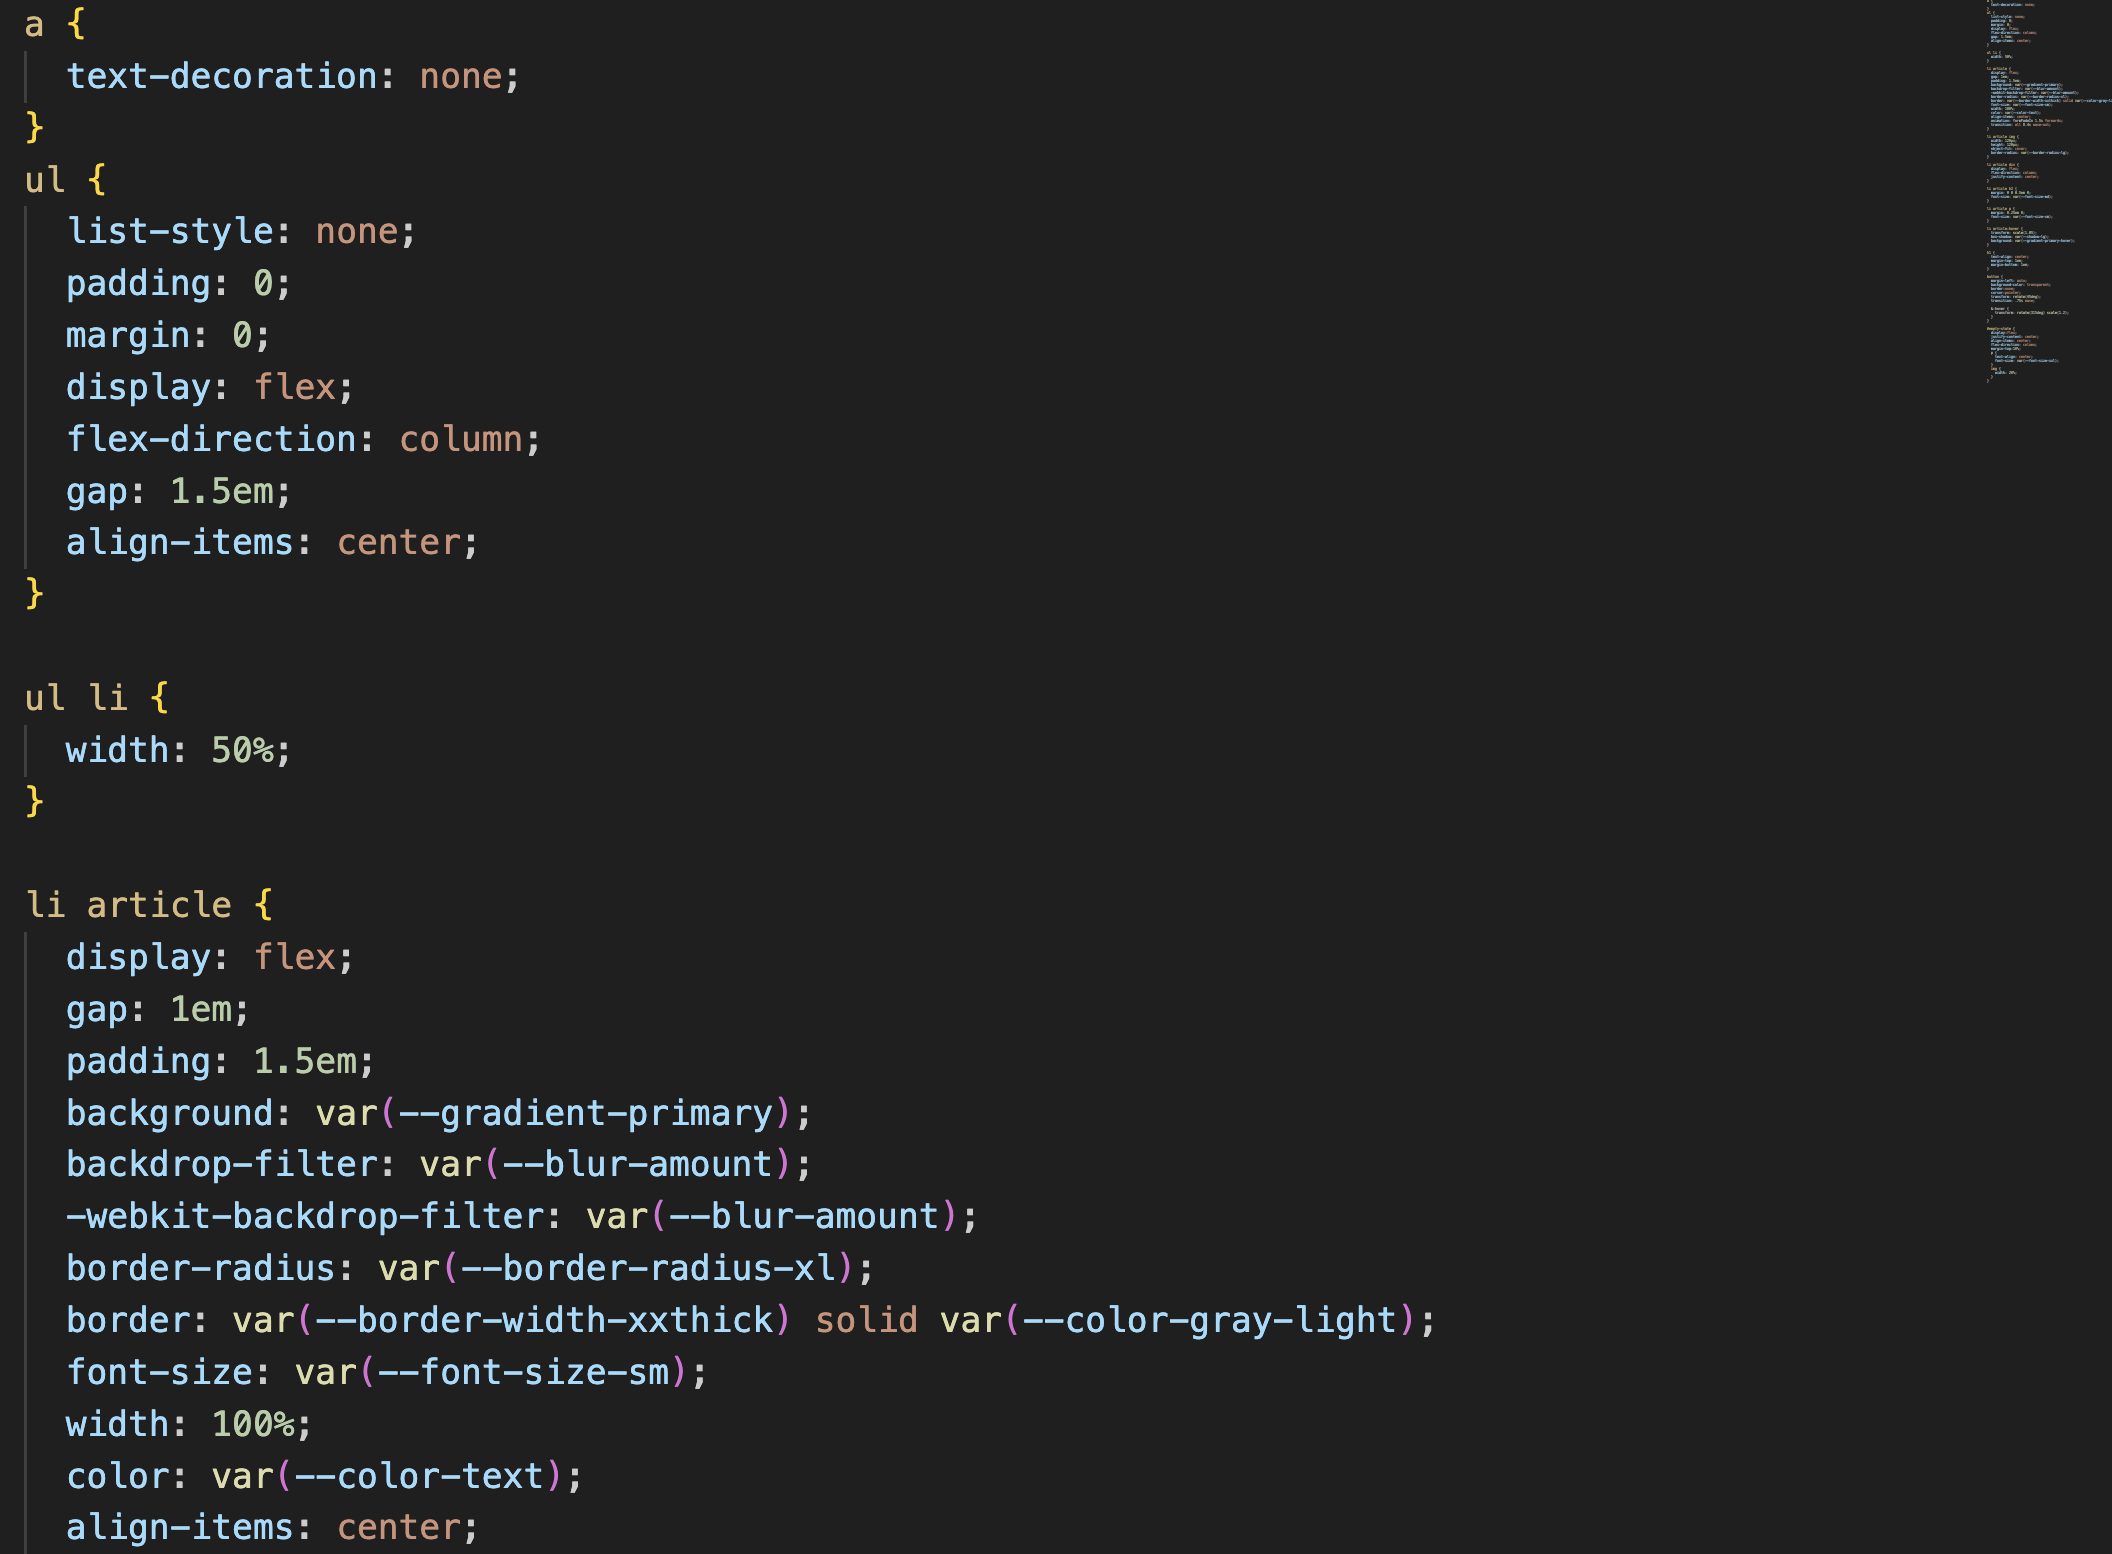 a {
  text-decoration: none;
}
ul {
  list-style: none;
  padding: 0;
  margin: 0;
  display: flex;
  flex-direction: column;
  gap: 1.5em;
  align-items: center;
}

ul li {
  width: 50%;
}

li article {
  display: flex;
  gap: 1em;
  padding: 1.5em;
  background: var(--gradient-primary);
  backdrop-filter: var(--blur-amount);
  -webkit-backdrop-filter: var(--blur-amount);
  border-radius: var(--border-radius-xl);
  border: var(--border-width-xxthick) solid var(--color-gray-light);
  font-size: var(--font-size-sm);
  width: 100%;
  color: var(--color-text);
  align-items: center;